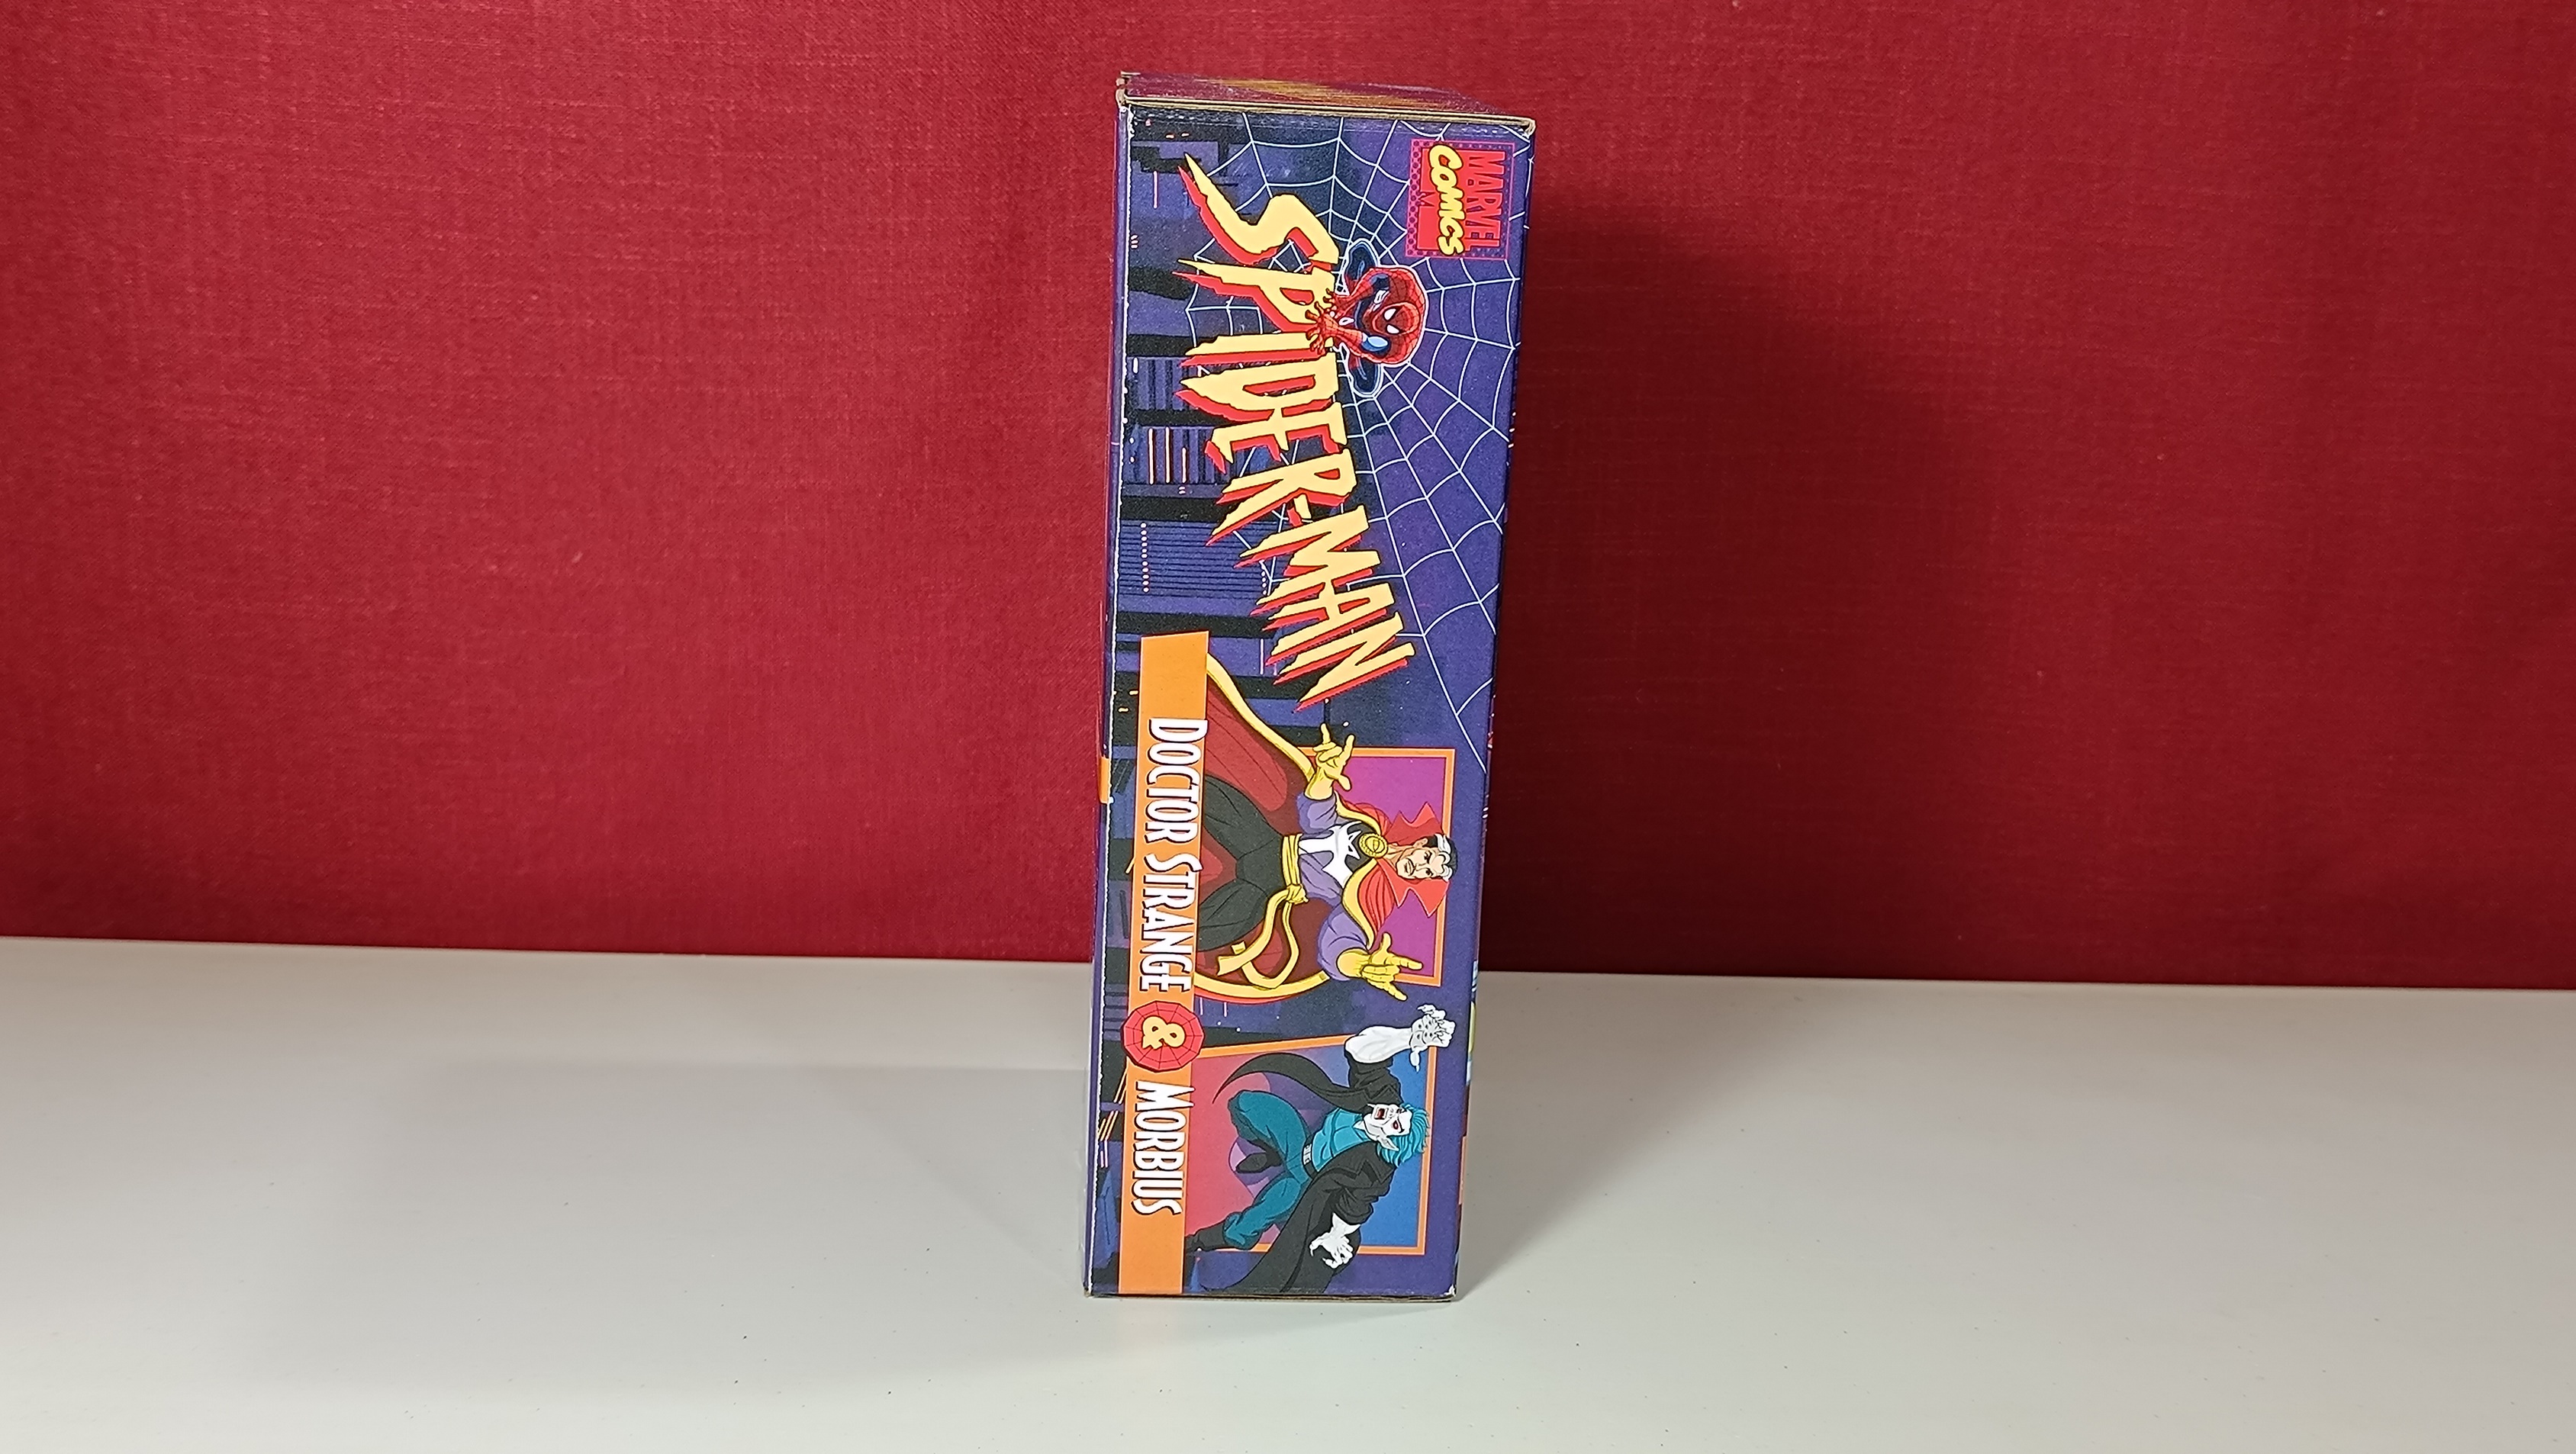 MARVEL
COMICS
SPIDER-MAN
DOCTOR STRANGE & MORBIUS